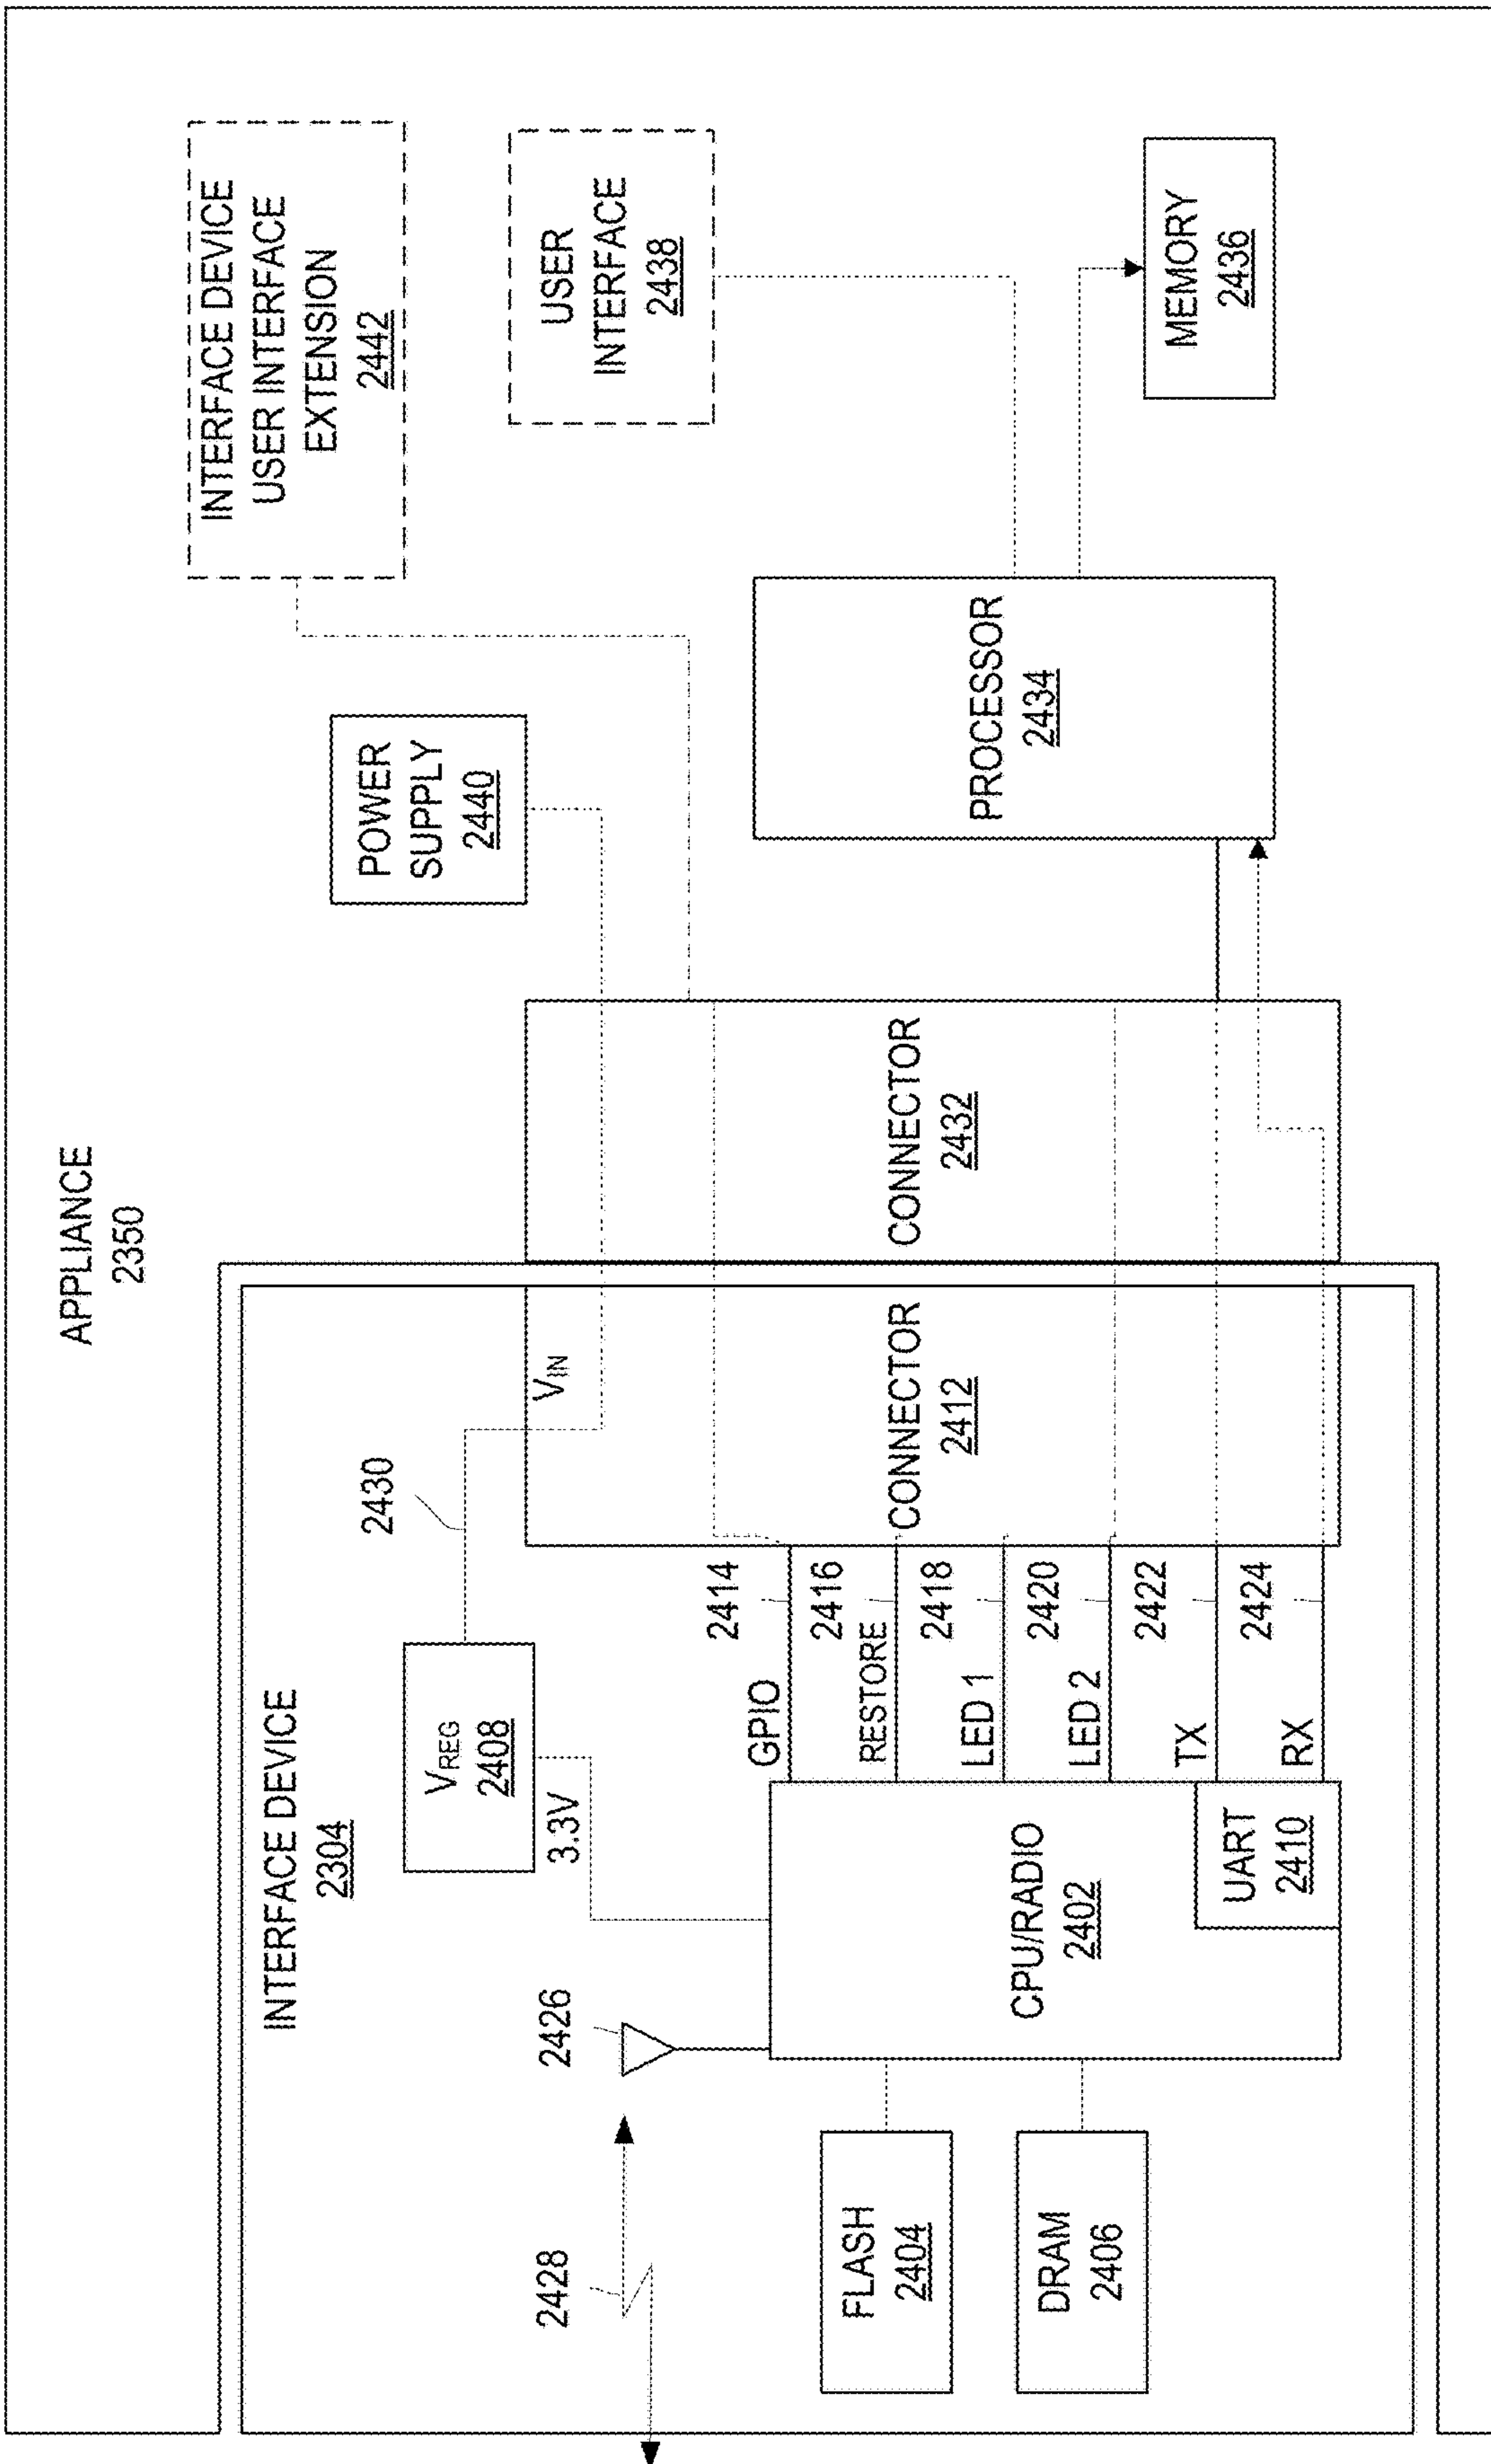 APPLIANCE
2350
INTERFACE DEVICE
2304
2428
2426
FLASH
2404
DRAM
2406
VREG
2408
3.3V
2430
CPU/RADIO
2402
UART
2410
GPIO
2414
RESTORE
2416
LED 1
2418
LED 2
2420
TX
2422
RX
2424
VIN
CONNECTOR
2412
CONNECTOR
2432
POWER
SUPPLY
2440
PROCESSOR
2434
INTERFACE DEVICE
USER INTERFACE
EXTENSION
2442
USER
INTERFACE
2438
MEMORY
2436